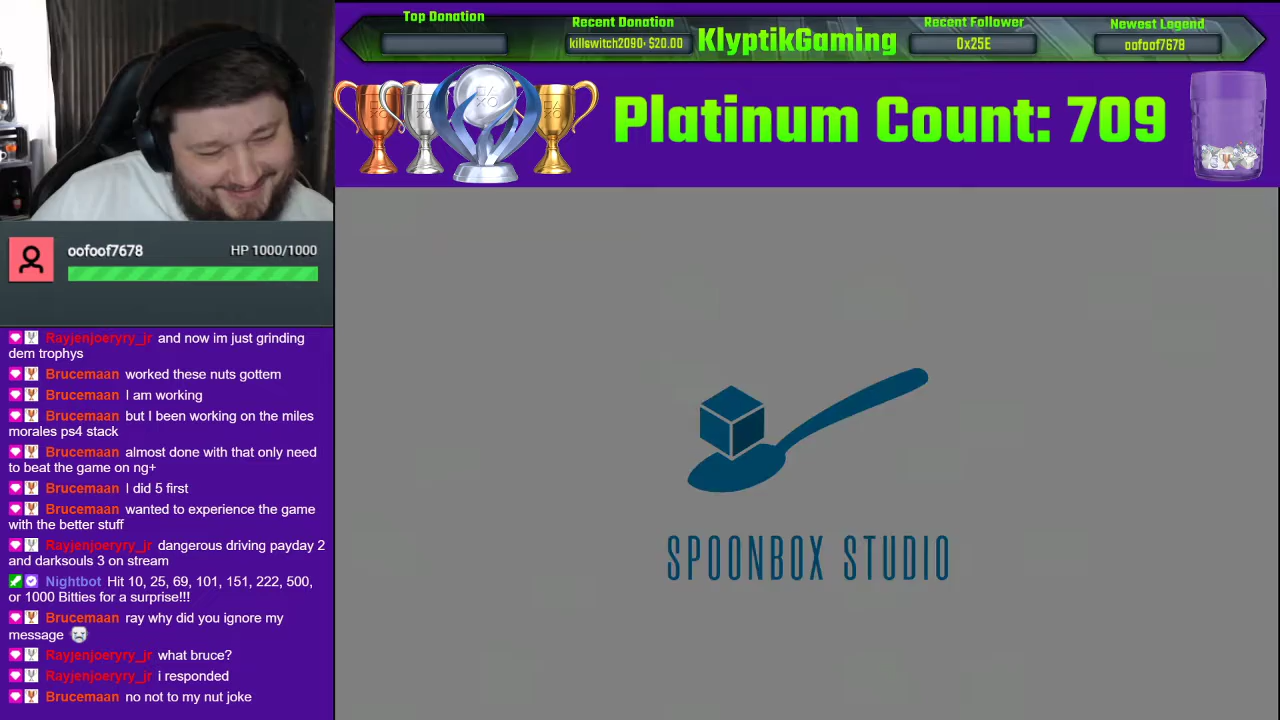 Top Donation
Recent Donation
killswitch2090: $20.00
KlyptikGaming
Recent Follower
0x25E
Newest Legend
oofoof7678
Platinum Count: 709
oofoof7678
HP 1000/1000
Rayjenjoeryry_jr and now im just grinding
dem trophys
Brucemaan worked these nuts gottem
Brucemaan I am working
Brucemaan but I been working on the miles
morales ps4 stack
Brucemaan almost done with that only need
to beat the game on ng+
Brucemaan I did 5 first
Brucemaan wanted to experience the game
with the better stuff
Rayjenjoeryry_jr dangerous driving payday 2
and darksouls 3 on stream
Nightbot Hit 10, 25, 69, 101, 151, 222, 500,
or 1000 Bitties for a surprise!!!
Brucemaan ray why did you ignore my
message
Rayjenjoeryry_jr what bruce?
Rayjenjoeryry_jr i responded
Brucemaan no not to my nut joke
SPOONBOX STUDIO